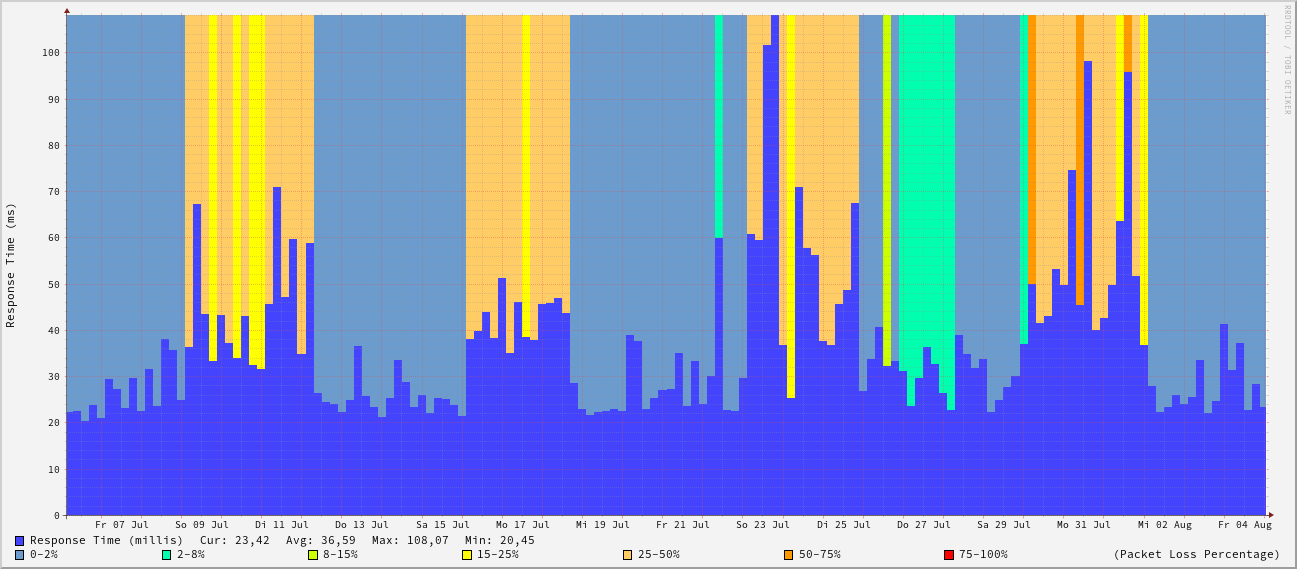 RRDTOOL / TOBI OETIKER
Response Time (ms)
100
90
80
70
60
50
40
30
20
10
0
Fr 07 Jul So 09 Jul Di 11 Jul Do 13 Jul Sa 15 Jul Mo 17 Jul Mi 19 Jul Fr 21 Jul So 23 Jul Di 25 Jul Do 27 Jul Sa 29 Jul Mo 31 Jul Mi 02 Aug Fr 04 Aug
Response Time (millis) Cur: 23,42 Avg: 36,59 Max: 108,07 Min: 20,45
0-2% 2-8% 8-15% 15-25% 25-50% 50-75% 75-100% (Packet Loss Percentage)